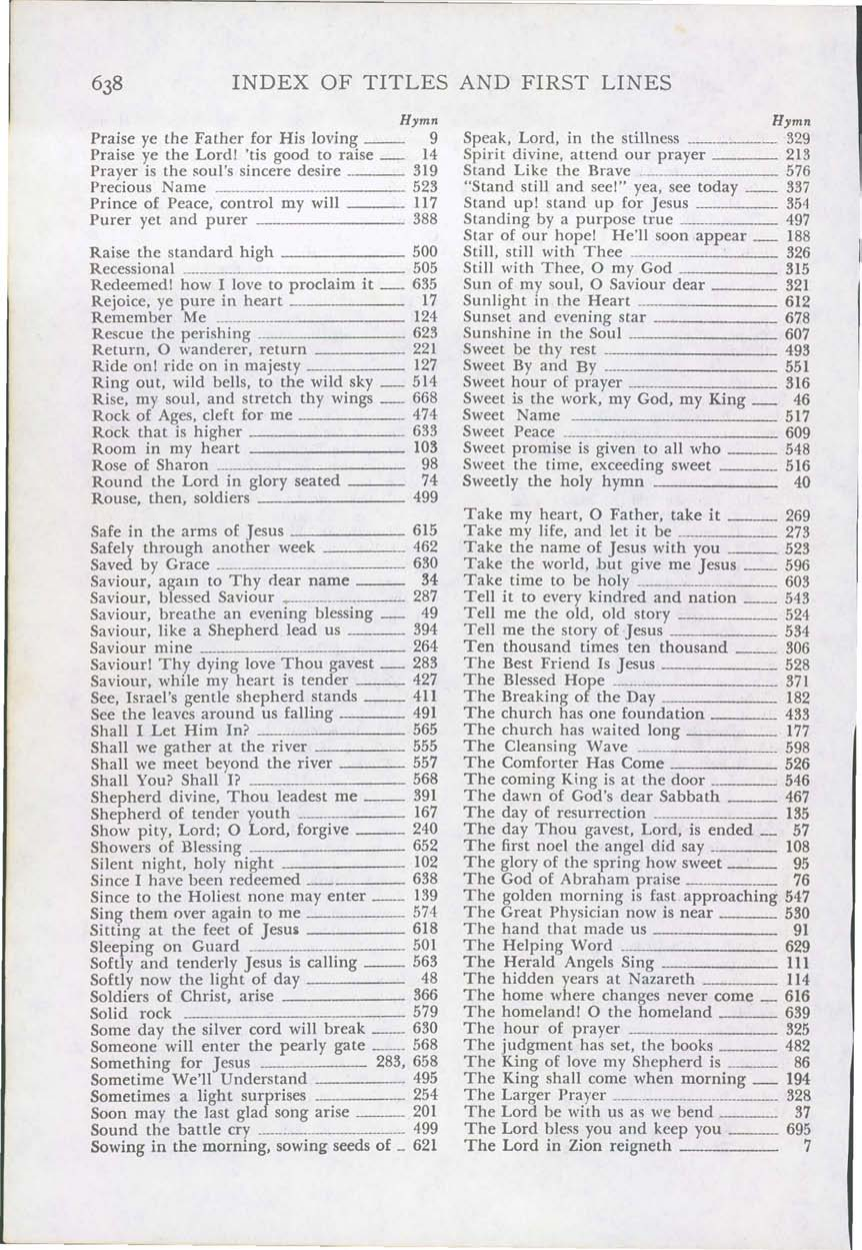 638 INDEX OF TITLES AND FIRST LINES
Hymn
Praise ye the Father for His loving 9
Praise ye the Lord! 'tis good to raise 14
Prayer is the soul's sincere desire 319
Precious Name 523
Prince of Peace, control my will 117
Purer yet and purer 388
Raise the standard high 500
Recessional 505
Redeemed! how I love to proclaim it 635
Rejoice, ye pure in heart 17
Remember Me 124
Rescue the perishing 623
Return, O wanderer, return 221
Ride on! ride on in majesty 127
Ring out, wild bells, to the wild sky 514
Rise, my soul, and stretch thy wings 668
Rock of Ages, cleft for me 474
Rock that is higher 633
Room in my heart 103
Rose of Sharon 98
Round the Lord in glory seated 74
Rouse, then, soldiers 499
Safe in the arms of Jesus 615
Safely through another week 462
Saved by Grace 630
Saviour, again to Thy dear name 34
Saviour, blessed Saviour 287
Saviour, breathe an evening blessing 49
Saviour, like a Shepherd lead us 394
Saviour mine 264
Saviour! Thy dying love Thou gavest 283
Saviour, while my heart is tender 427
See, Israel's gentle shepherd stands 411
See the leaves around us falling 491
Shall I Let Him In? 565
Shall we gather at the river 555
Shall we meet beyond the river 557
Shall You? Shall I? 568
Shepherd divine, Thou leadest me 391
Shepherd of tender youth 167
Show pity, Lord; O Lord, forgive 240
Showers of Blessing 652
Silent night, holy night 102
Since I have been redeemed 638
Since to the Holiest none may enter 139
Sing them over again to me 574
Sitting at the feet of Jesus 618
Sleeping on Guard 501
Softly and tenderly Jesus is calling 563
Softly now the light of day 48
Soldiers of Christ, arise 366
Solid rock 579
Some day the silver cord will break 630
Someone will enter the pearly gate 568
Something for Jesus 283, 658
Sometime We'll Understand 495
Sometimes a light surprises 254
Soon may the last glad song arise 201
Sound the battle cry 499
Sowing in the morning, sowing seeds of 621
Hymn
Speak, Lord, in the stillness 329
Spirit divine, attend our prayer 213
Stand Like the Brave 576
"Stand still and see!" yea, see today 337
Stand up! stand up for Jesus 354
Standing by a purpose true 497
Star of our hope! He'll soon appear 188
Still, still with Thee 326
Still with Thee, O my God 315
Sun of my soul, O Saviour dear 321
Sunlight in the Heart 612
Sunset and evening star 678
Sunshine in the Soul 607
Sweet be thy rest 493
Sweet By and By 551
Sweet hour of prayer 316
Sweet is the work, my God, my King 46
Sweet Name 517
Sweet Peace 609
Sweet promise is given to all who 548
Sweet the time, exceeding sweet 516
Sweetly the holy hymn 40
Take my heart, O Father, take it 269
Take my life, and let it be 273
Take the name of Jesus with you 523
Take the world, but give me Jesus 596
Take time to be holy 603
Tell it to every kindred and nation 543
Tell me the old, old story 524
Tell me the story of Jesus 534
Ten thousand times ten thousand 306
The Best Friend Is Jesus 528
The Blessed Hope 371
The Breaking of the Day 182
The church has one foundation 433
The church has waited long 177
The Cleansing Wave 598
The Comforter Has Come 526
The coming King is at the door 546
The dawn of God's dear Sabbath 467
The day of resurrection 135
The day Thou gavest, Lord, is ended 57
The first noel the angel did say 108
The glory of the spring how sweet 95
The God of Abraham praise 76
The golden morning is fast approaching 547
The Great Physician now is near 530
The hand that made us 91
The Helping Word 629
The Herald Angels Sing 111
The hidden years at Nazareth 114
The home where changes never come 616
The homeland! O the homeland 639
The hour of prayer 325
The judgment has set, the books 482
The King of love my Shepherd is 86
The King shall come when morning 194
The Larger Prayer 328
The Lord be with us as we bend 37
The Lord bless you and keep you 695
The Lord in Zion reigneth 7